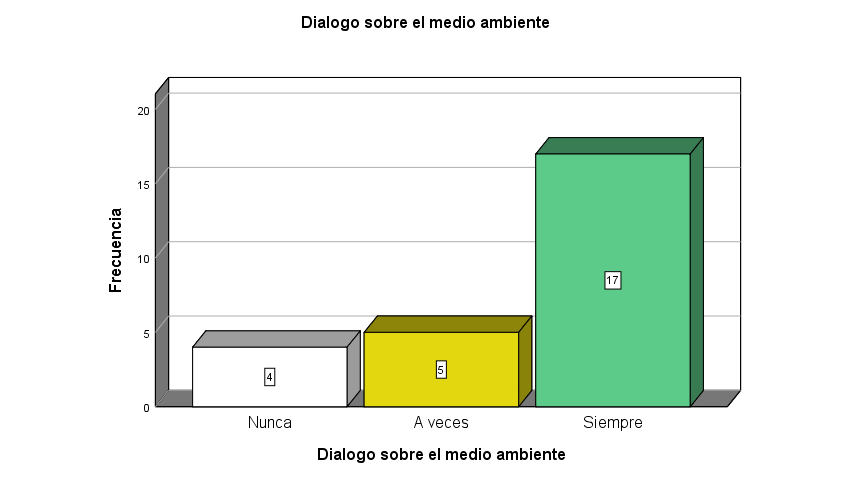 Dialogo sobre el medio ambiente
20
15
10
5
0
Frecuencia
4
5
17
Nunca
A veces
Siempre
Dialogo sobre el medio ambiente